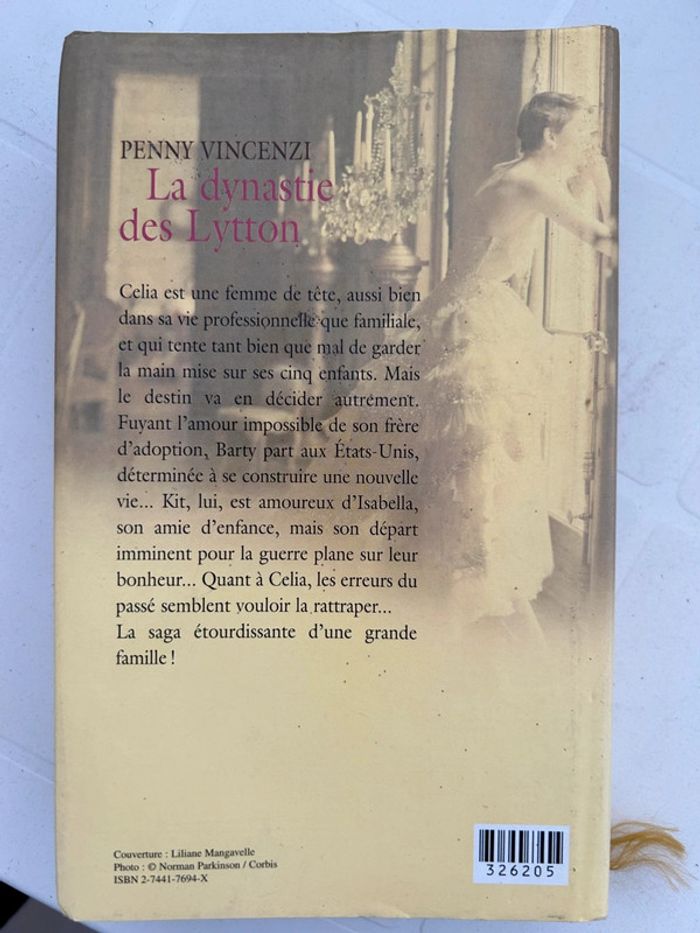 PENNY VINCENZI
La dynastie
des Lytton
Celia est une femme de tête, aussi bien
dans sa vie professionnelle que familiale,
et qui tente tant bien que mal de garder
la main mise sur ses cinq enfants. Mais
le destin va en décider autrement.
Fuyant l'amour impossible de son frère
d'adoption, Barty part aux États-Unis,
déterminée à se construire une nouvelle
vie... Kit, lui, est amoureux d'Isabella,
son amie d'enfance, mais son départ
imminent pour la guerre plane sur leur
bonheur... Quant à Celia, les erreurs du
passé semblent vouloir la rattraper...
La saga étourdissante d'une grande
famille !
Couverture : Liliane Mangavelle
Photo : © Norman Parkinson / Corbis
ISBN 2-7441-7694-X
326205